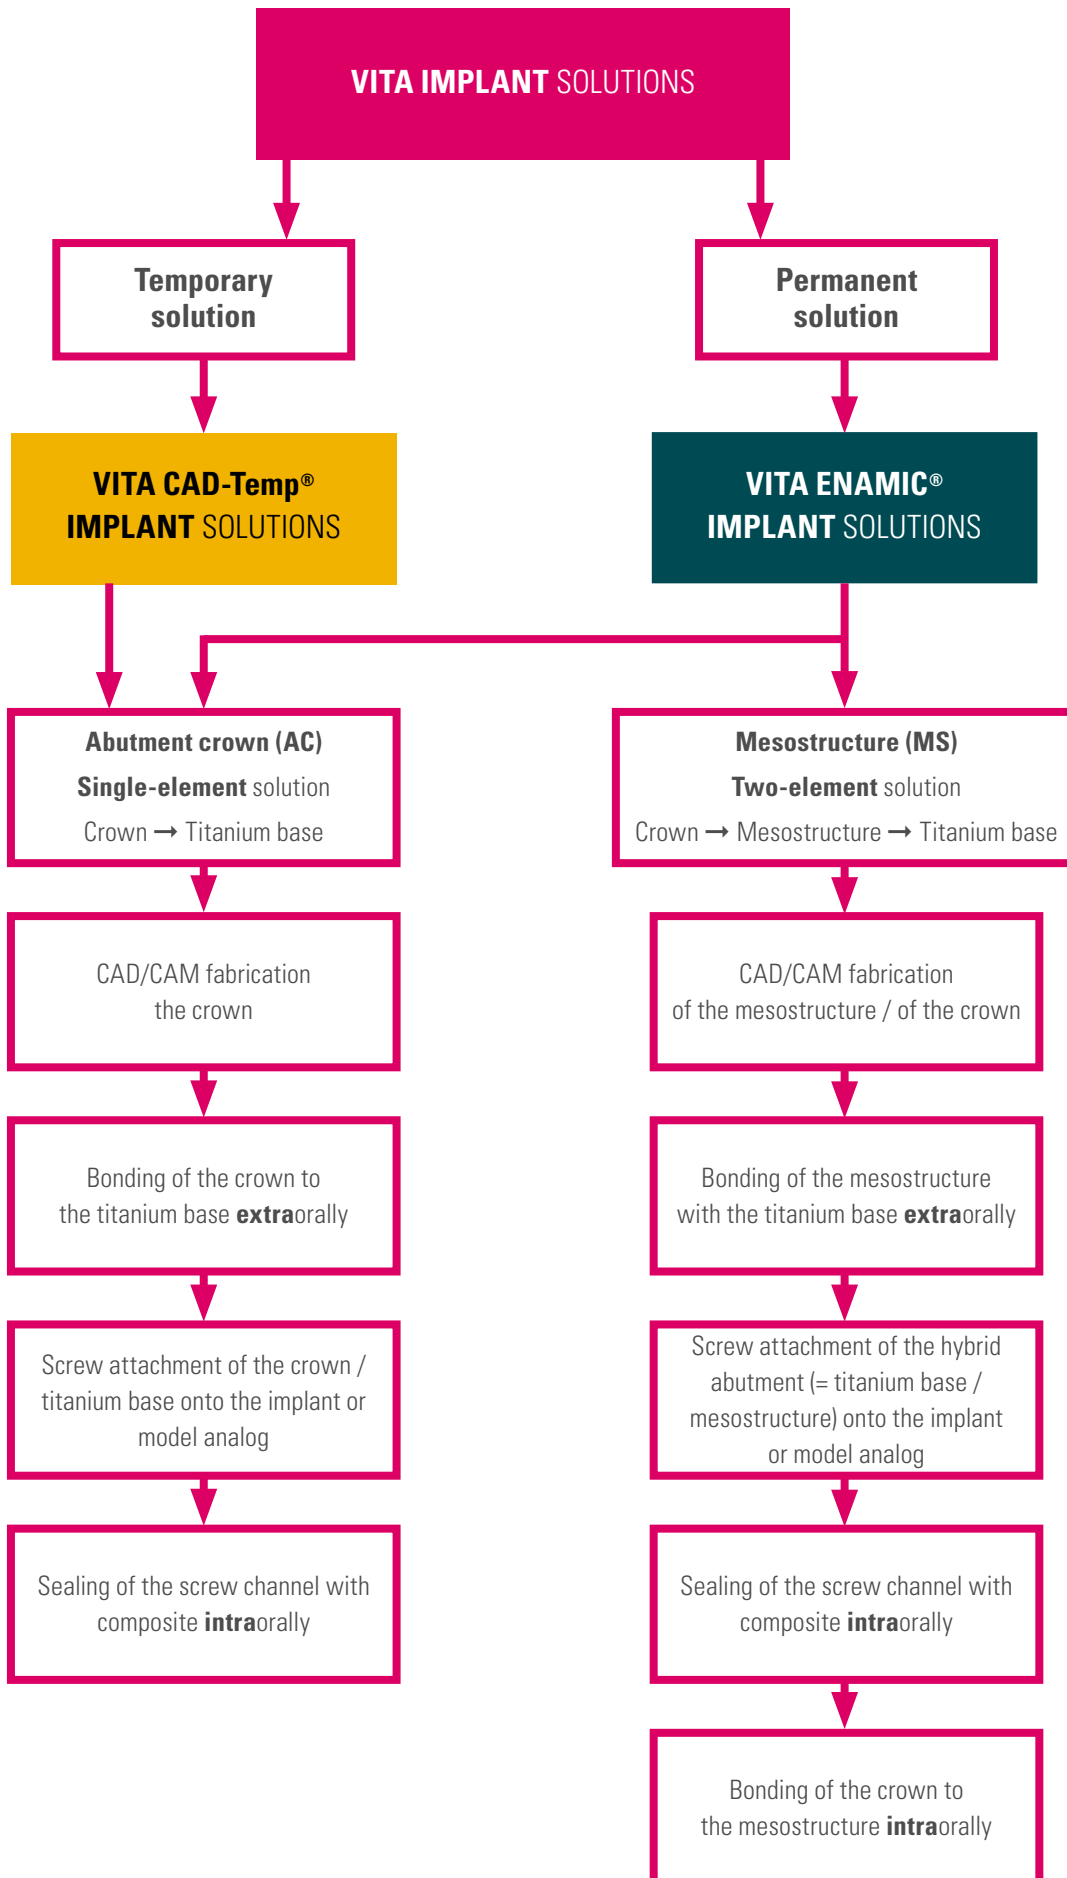 VITA IMPLANT SOLUTIONS
Temporary
solution
Permanent
solution
VITA CAD-Temp®
IMPLANT SOLUTIONS
VITA ENAMIC®
IMPLANT SOLUTIONS
Abutment crown (AC)
Single-element solution
Crown → Titanium base
Mesostructure (MS)
Two-element solution
Crown → Mesostructure → Titanium base
CAD/CAM fabrication
the crown
CAD/CAM fabrication
of the mesostructure / of the crown
Bonding of the crown to
the titanium base extraorally
Bonding of the mesostructure
with the titanium base extraorally
Screw attachment of the crown /
titanium base onto the implant or
model analog
Screw attachment of the hybrid
abutment (= titanium base /
mesostructure) onto the implant
or model analog
Sealing of the screw channel with
composite intraorally
Sealing of the screw channel with
composite intraorally
Bonding of the crown to
the mesostructure intraorally